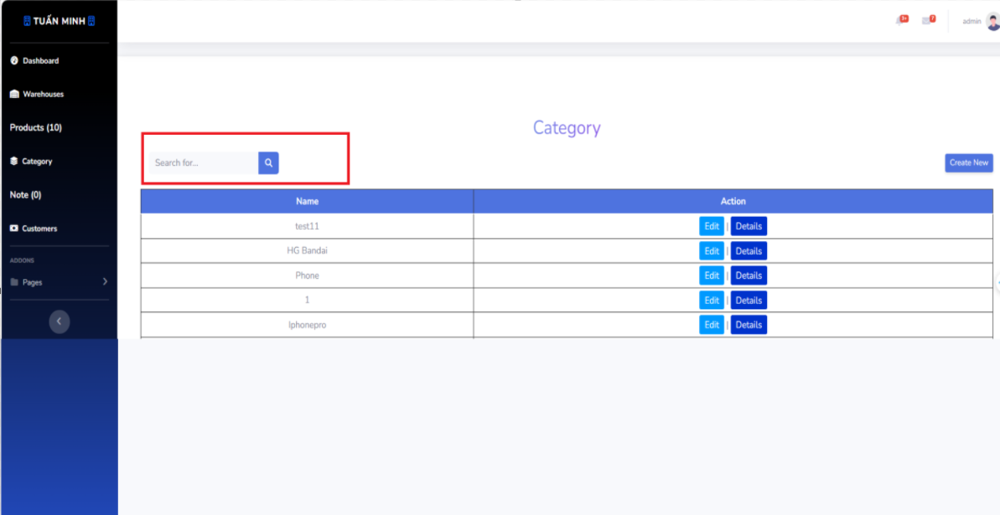 TUẤN MINH
3+
7
admin
Dashboard
Warehouses
Products (10)
Category
Note (0)
Customers
ADDONS
Pages
Category
Search for...
Create New
Name Action
test11 Edit | Details
HG Bandai Edit | Details
Phone Edit | Details
1 Edit | Details
Iphonepro Edit | Details